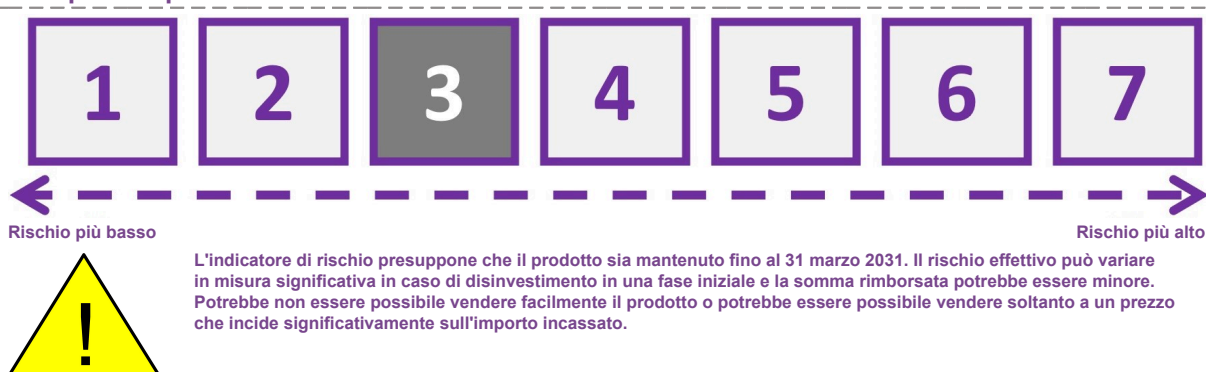 1 2 3 4 5 6 7
Rischio più basso Rischio più alto
L'indicatore di rischio presuppone che il prodotto sia mantenuto fino al 31 marzo 2031. Il rischio effettivo può variare
in misura significativa in caso di disinvestimento in una fase iniziale e la somma rimborsata potrebbe essere minore.
Potrebbe non essere possibile vendere facilmente il prodotto o potrebbe essere possibile vendere soltanto a un prezzo
che incide significativamente sull'importo incassato.
!